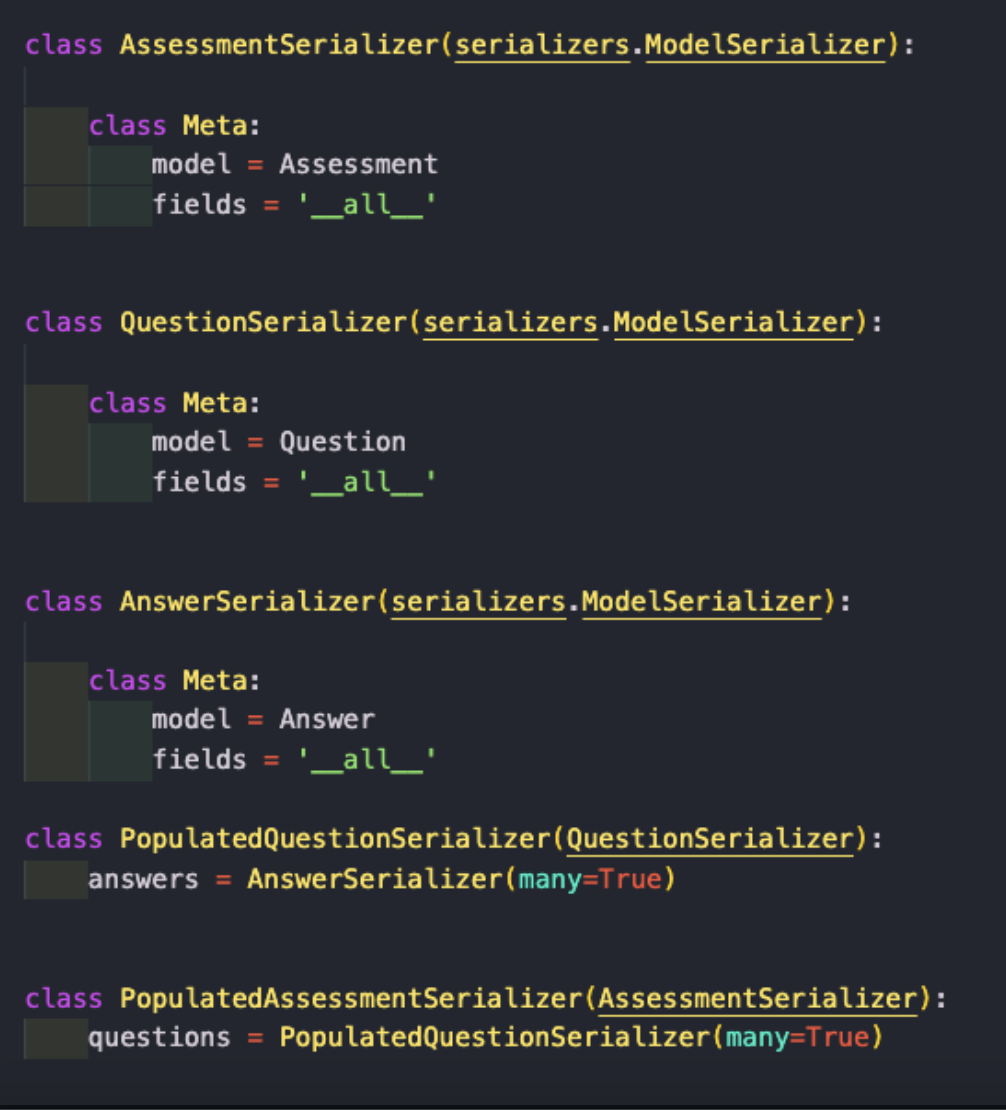 class AssessmentSerializer(serializers.ModelSerializer):
    class Meta:
        model = Assessment
        fields = '__all__'
class QuestionSerializer(serializers.ModelSerializer):
    class Meta:
        model = Question
        fields = '__all__'
class AnswerSerializer(serializers.ModelSerializer):
    class Meta:
        model = Answer
        fields = '__all__'
class PopulatedQuestionSerializer(QuestionSerializer):
    answers = AnswerSerializer(many=True)
class PopulatedAssessmentSerializer(AssessmentSerializer):
    questions = PopulatedQuestionSerializer(many=True)